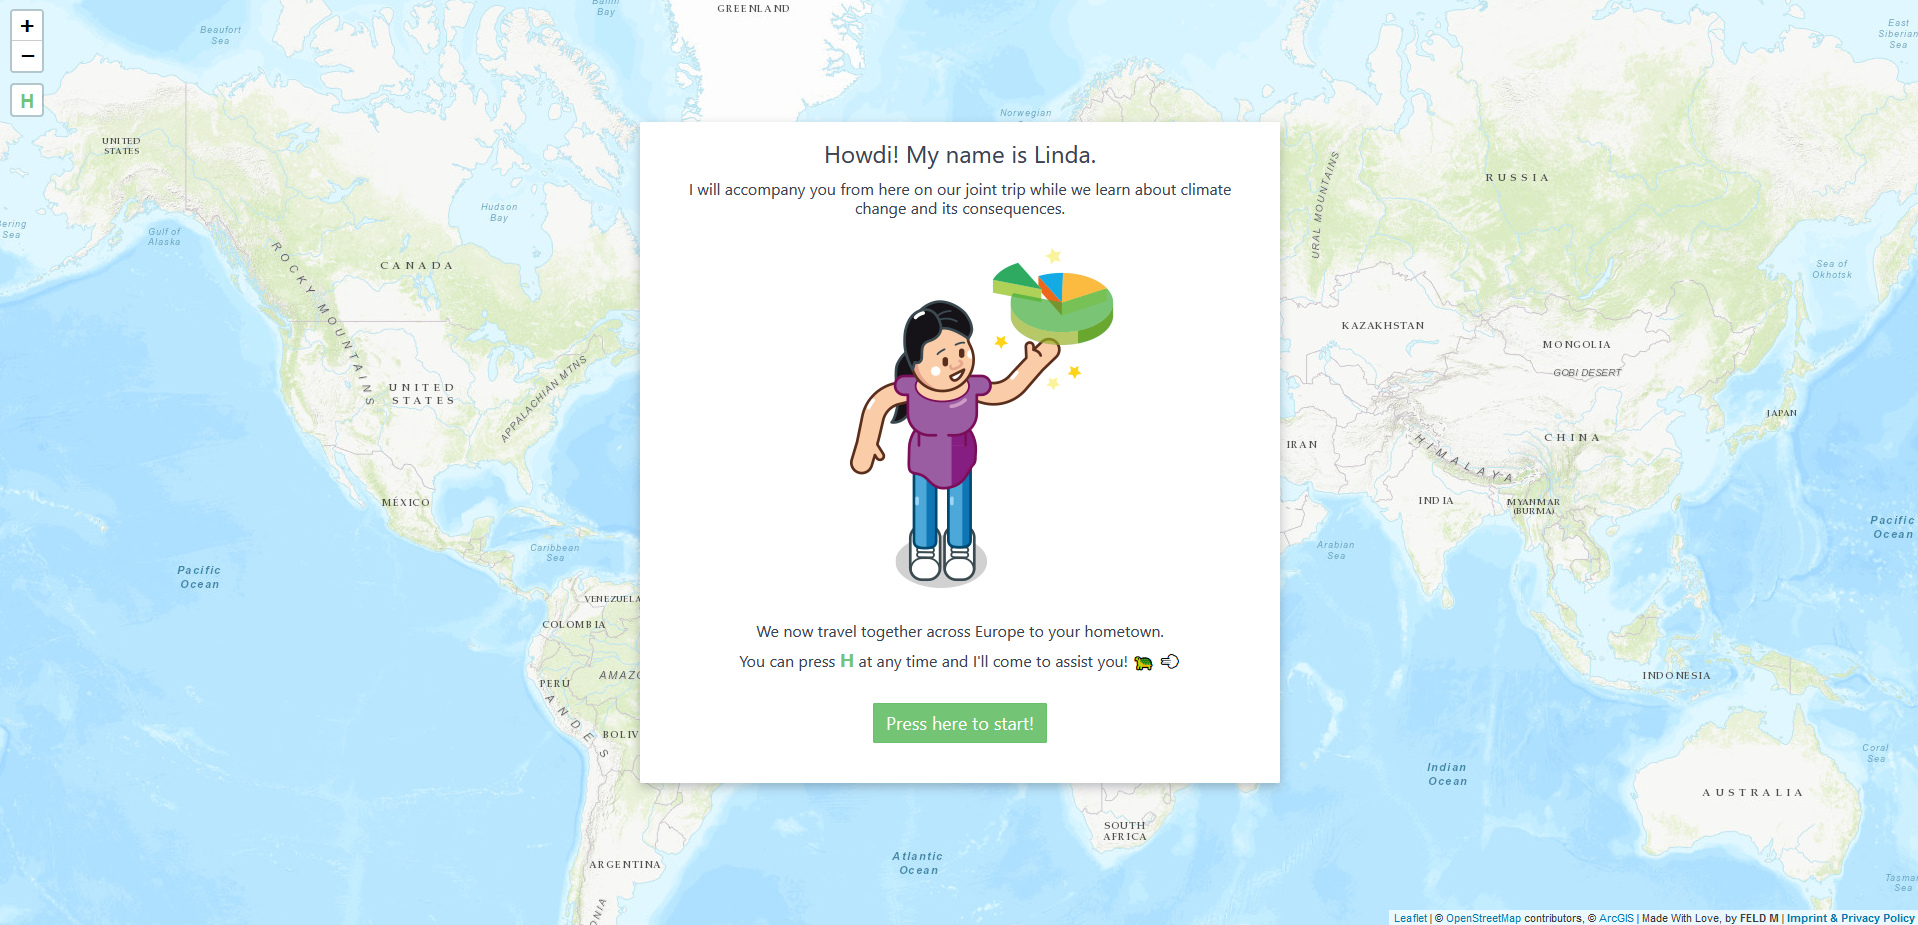 +
−
H
Howdi! My name is Linda.
I will accompany you from here on our joint trip while we learn about climate
change and its consequences.
We now travel together across Europe to your hometown.
You can press H at any time and I'll come to assist you!
Press here to start!
GREENLAND
Baffin
Bay
Beaufort
Sea
East
Siberian
Sea
Norwegian
UNITED
STATES
Hudson
Bay
Gulf of
Alaska
Bering
Sea
CANADA
ROCKY MOUNTAINS
UNITED
STATES
APPALACHIAN MTNS
MÉXICO
Caribbean
Sea
Pacific
Ocean
VENEZUELA
COLOMBIA
PERÚ
AMAZO
ANDES
BOLIV
ARGENTINA
ONIA
Atlantic
Ocean
SOUTH
AFRICA
RUSSIA
URAL MOUNTAINS
Sea of
Okhotsk
KAZAKHSTAN
MONGOLIA
GOBI DESERT
JAPAN
CHINA
IRAN
HIMALAYA
INDIA
MYANMAR
(BURMA)
Arabian
Sea
Pacific
Ocean
INDONESIA
Indian
Ocean
Coral
Sea
AUSTRALIA
Tasman
Sea
Leaflet | © OpenStreetMap contributors, © ArcGIS | Made With Love, by FELD M | Imprint & Privacy Policy